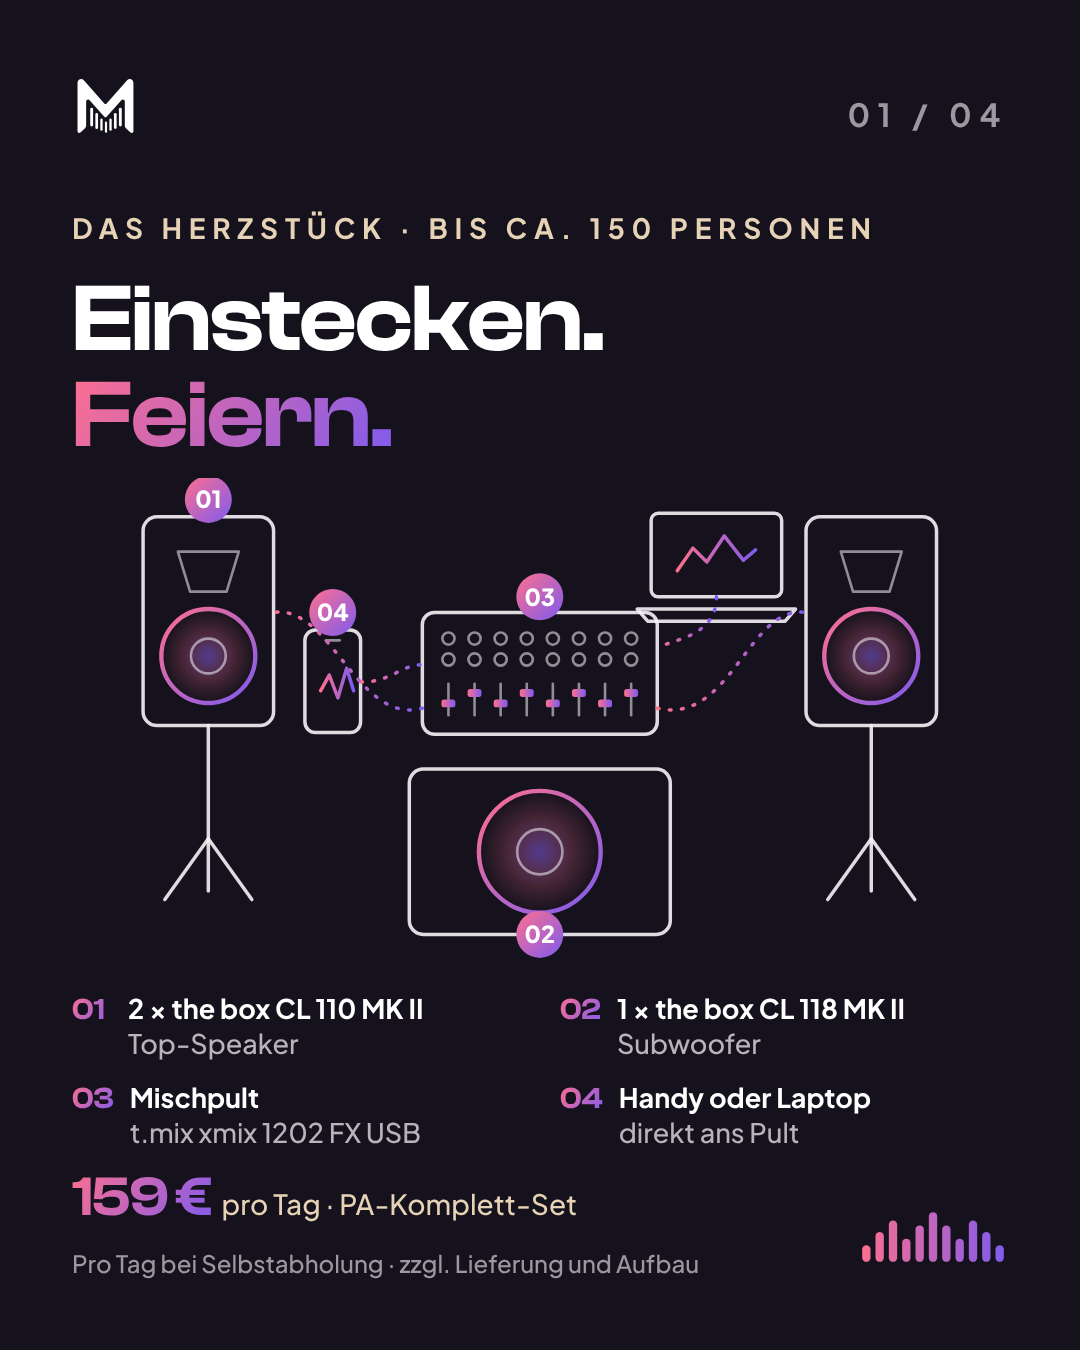 M
01 / 04
DAS HERZSTÜCK · BIS CA. 150 PERSONEN
Einstecken.
Feiern.
01
04
03
02
01 2 × the box CL 110 MK II
Top-Speaker
02 1 × the box CL 118 MK II
Subwoofer
03 Mischpult
t.mix xmix 1202 FX USB
04 Handy oder Laptop
direkt ans Pult
159 € pro Tag · PA-Komplett-Set
Pro Tag bei Selbstabholung · zzgl. Lieferung und Aufbau